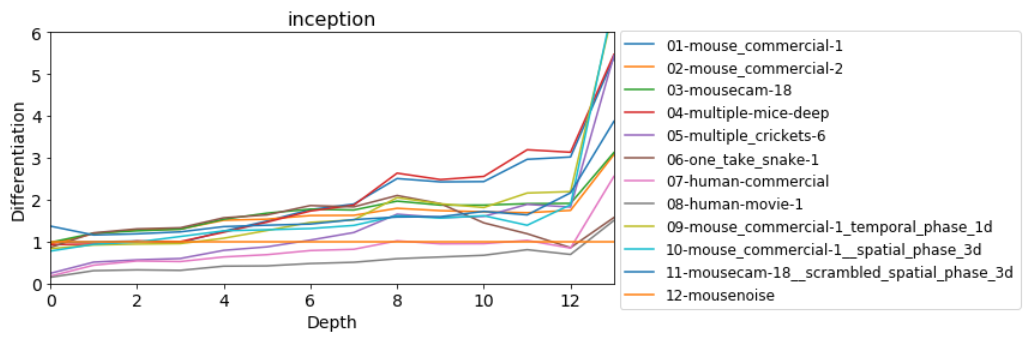 inception
Differentiation
6
5
4
3
2
1
0
0 2 4 6 8 10 12
Depth
01-mouse_commercial-1
02-mouse_commercial-2
03-mousecam-18
04-multiple-mice-deep
05-multiple_crickets-6
06-one_take_snake-1
07-human-commercial
08-human-movie-1
09-mouse_commercial-1_temporal_phase_1d
10-mouse_commercial-1__spatial_phase_3d
11-mousecam-18__scrambled_spatial_phase_3d
12-mousenoise